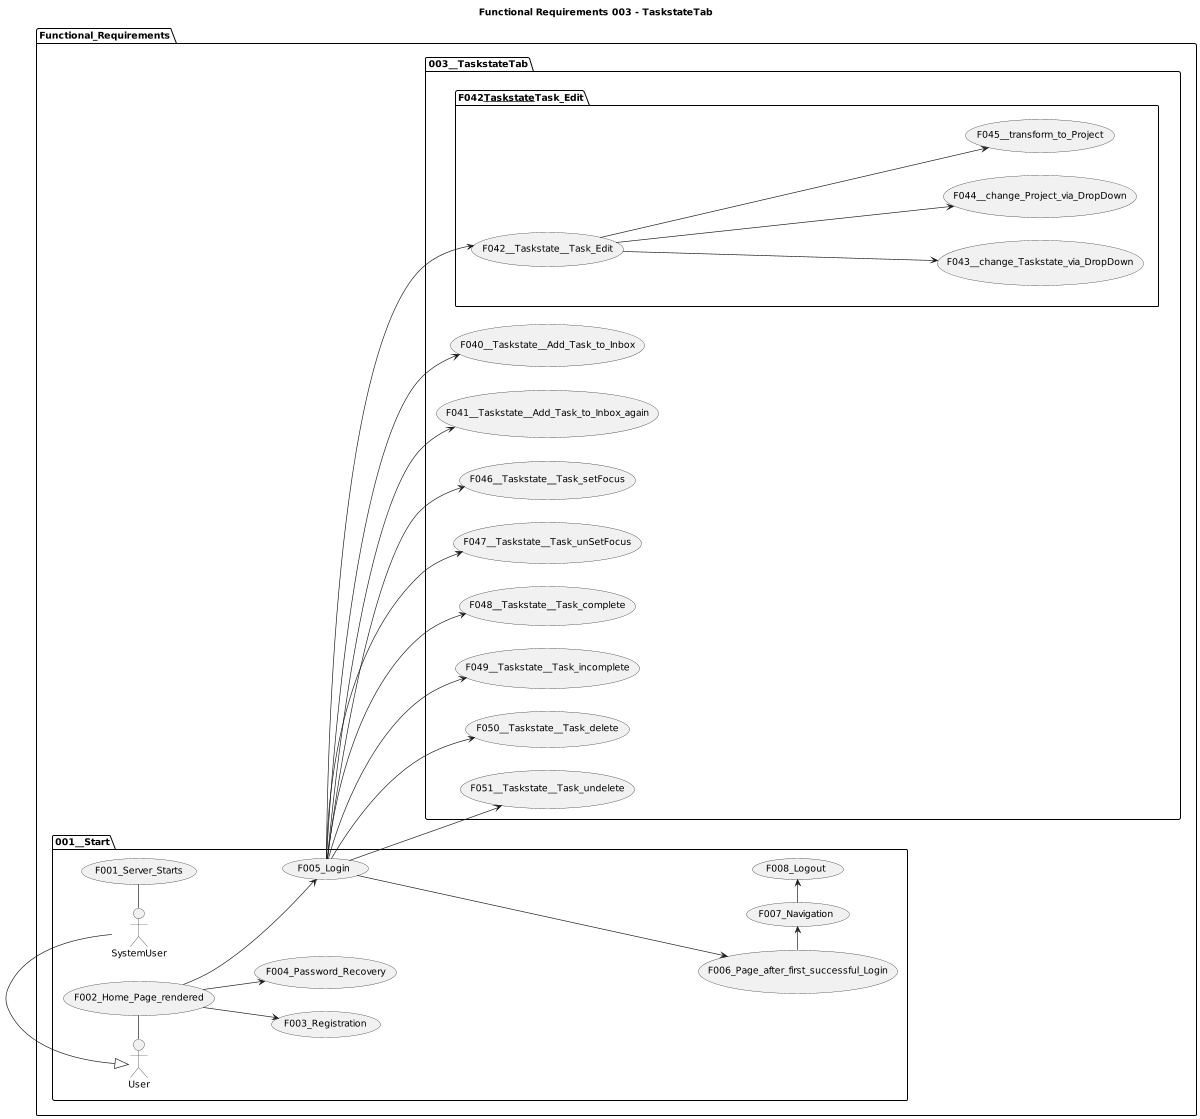 Functional Requirements 003 - TaskstateTab
Functional_Requirements
003__TaskstateTab
F042TaskstateTask_Edit
F045__transform_to_Project
F044__change_Project_via_DropDown
F042__Taskstate__Task_Edit
F043__change_Taskstate_via_DropDown
F040__Taskstate__Add_Task_to_Inbox
F041__Taskstate__Add_Task_to_Inbox_again
F046__Taskstate__Task_setFocus
F047__Taskstate__Task_unSetFocus
F048__Taskstate__Task_complete
F049__Taskstate__Task_incomplete
F050__Taskstate__Task_delete
F051__Taskstate__Task_undelete
001__Start
F001_Server_Starts
F005_Login
F008_Logout
F007_Navigation
SystemUser
F004_Password_Recovery
F006_Page_after_first_successful_Login
F002_Home_Page_rendered
F003_Registration
User